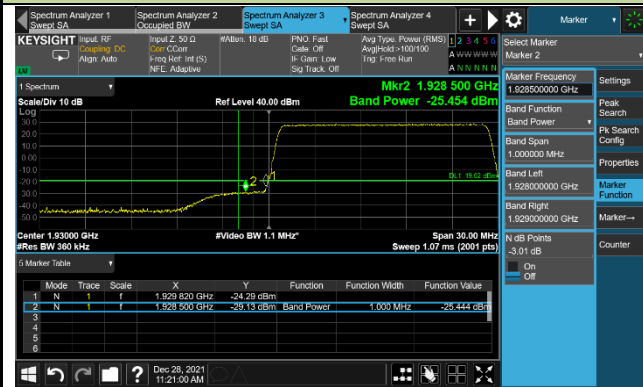 Spectrum Analyzer 1
Swept SA
Spectrum Analyzer 2
Occupied BW
Spectrum Analyzer 3
Swept SA
Spectrum Analyzer 4
Swept SA
Marker
KEYSIGHT
Input: RF
Coupling: DC
Align: Auto
Input Z: 50 Ω
Corr CCorr
Freq Ref: Int (S)
NFE: Adaptive
#Atten: 18 dB
PNO: Fast
Gate: Off
IF Gain: Low
Sig Track: Off
Avg Type: Power (RMS)
Avg|Hold:>100/100
Trig: Free Run
1 2 3 4 5 6
A W W W W W
A N N N N N
Select Marker
Marker 2
1 Spectrum
Scale/Div 10 dB
Log
Ref Level 40.00 dBm
Mkr2 1.928 500 GHz
Band Power -25.454 dBm
30.0
20.0
10.0
0.00
-10.0
-20.0
-30.0
-40.0
-50.0
2
DL1 -19.02 dBm
Center 1.93000 GHz
#Res BW 360 kHz
#Video BW 1.1 MHz*
Span 30.00 MHz
Sweep 1.07 ms (2001 pts)
5 Marker Table
Mode Trace Scale X Y Function Function Width Function Value
1 N 1 f 1.929 820 GHz -24.29 dBm
2 N 1 f 1.928 500 GHz -29.13 dBm Band Power 1.000 MHz -25.444 dBm
3
4
5
6
Marker Frequency
1.928500000 GHz
Band Function
Band Power
Band Span
1.000000 MHz
Band Left
1.928000000 GHz
Band Right
1.929000000 GHz
N dB Points
-3.01 dB
On
Off
Settings
Peak
Search
Pk Search
Config
Properties
Marker
Function
Marker→
Counter
?
Dec 28, 2021
11:21:00 AM